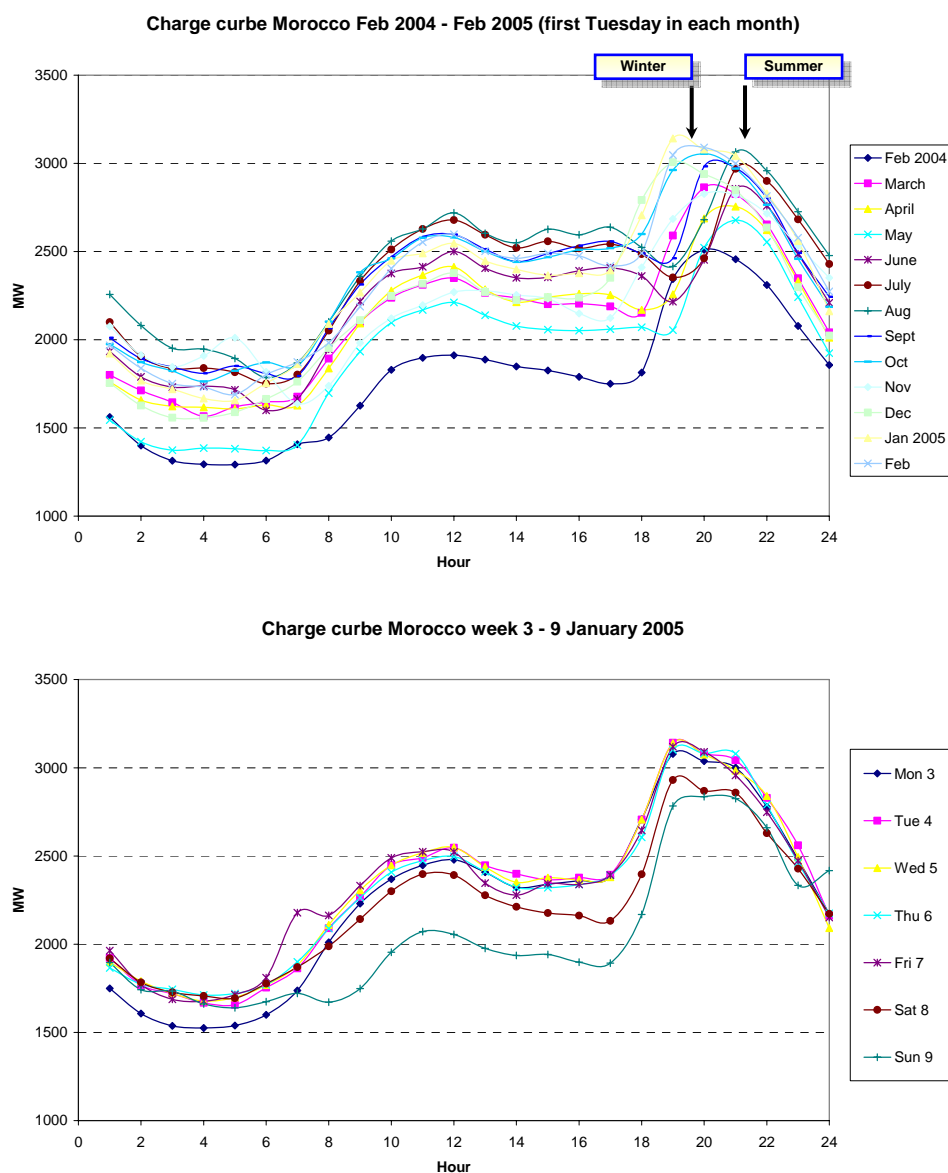 Charge curbe Morocco Feb 2004 - Feb 2005 (first Tuesday in each month)
Winter
Summer
3500
3000
2500
2000
1500
1000
MW
0 2 4 6 8 10 12 14 16 18 20 22 24
Hour
Feb 2004
March
April
May
June
July
Aug
Sept
Oct
Nov
Dec
Jan 2005
Feb
Charge curbe Morocco week 3 - 9 January 2005
3500
3000
2500
2000
1500
1000
MW
0 2 4 6 8 10 12 14 16 18 20 22 24
Hour
Mon 3
Tue 4
Wed 5
Thu 6
Fri 7
Sat 8
Sun 9